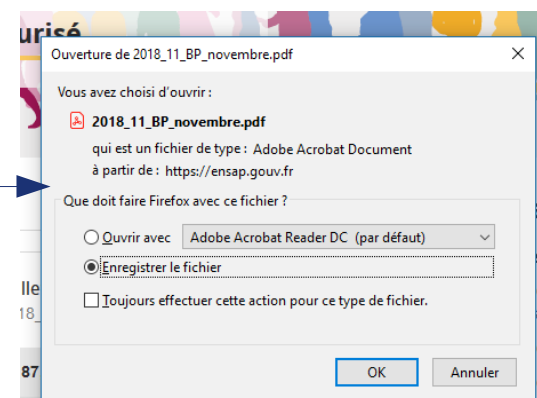 urisé
Ouverture de 2018_11_BP_novembre.pdf
Vous avez choisi d'ouvrir :
2018_11_BP_novembre.pdf
qui est un fichier de type : Adobe Acrobat Document
à partir de : https://ensap.gouv.fr
Que doit faire Firefox avec ce fichier ?
Ouvrir avec Adobe Acrobat Reader DC (par défaut)
Enregistrer le fichier
lle
Toujours effectuer cette action pour ce type de fichier.
18_
87
OK Annuler